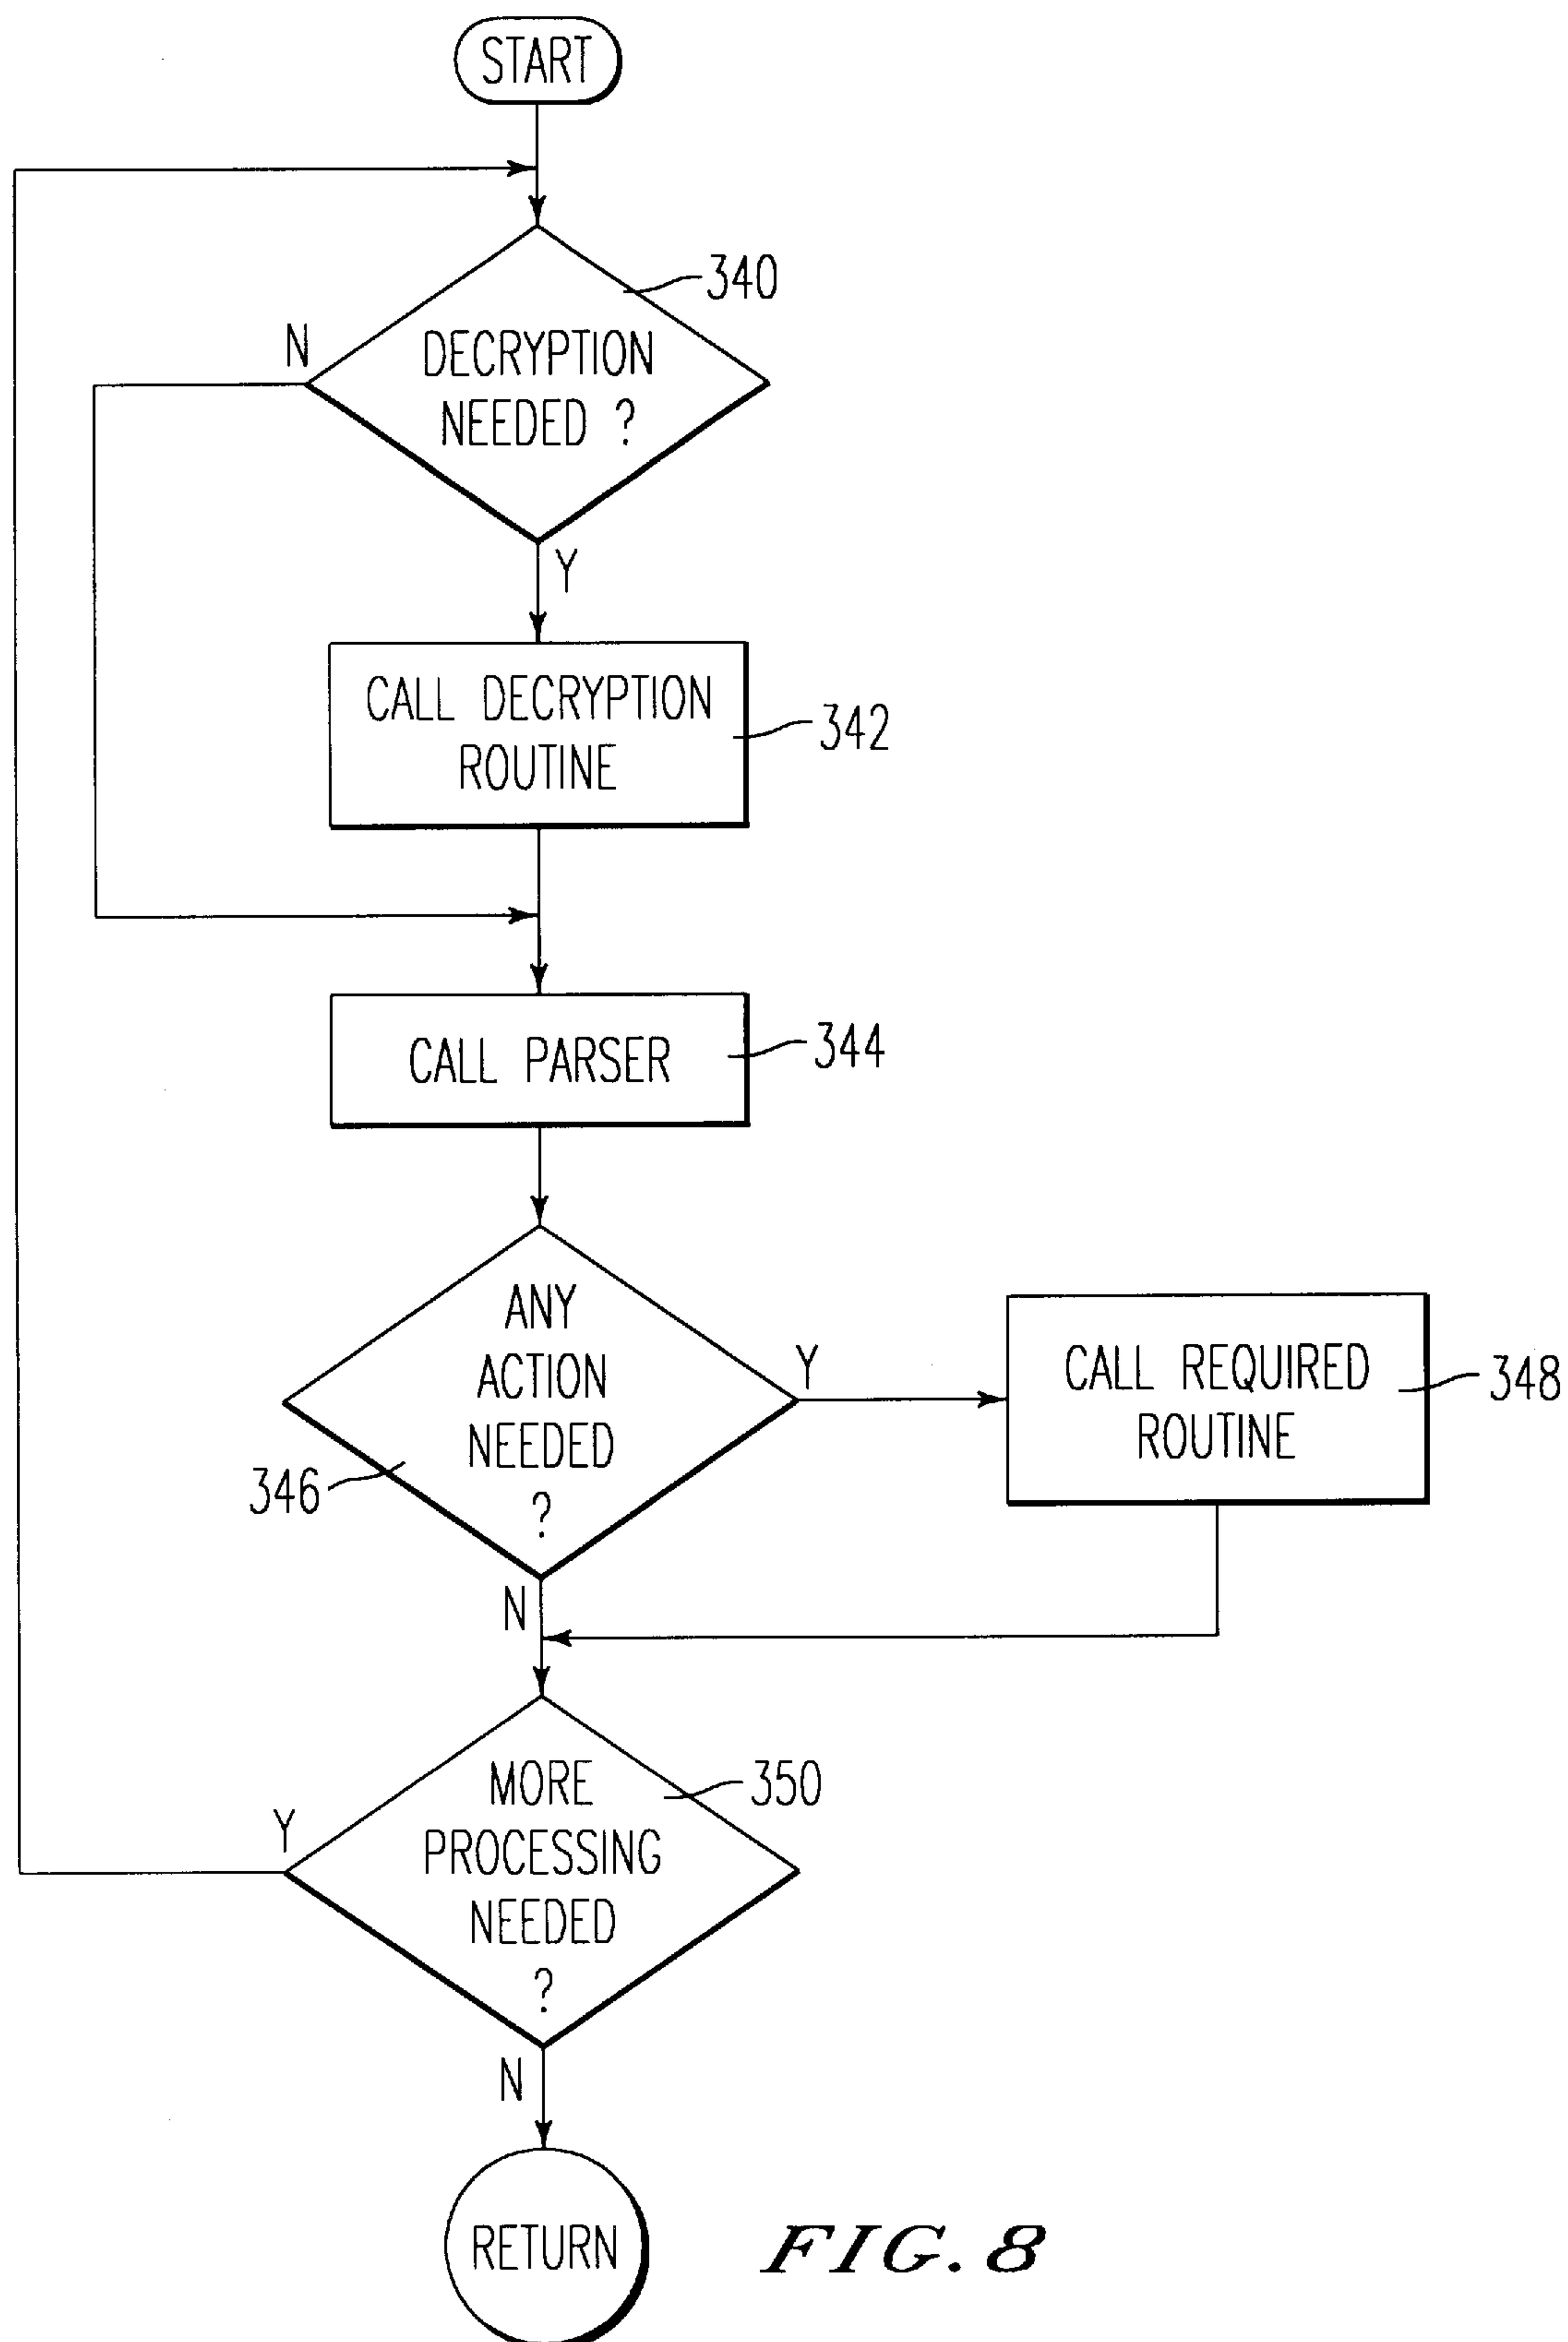 START
340
N
DECRYPTION
NEEDED ?
Y
CALL DECRYPTION
ROUTINE
342
CALL PARSER
344
ANY
ACTION
NEEDED
?
346
Y
CALL REQUIRED
ROUTINE
348
N
MORE
PROCESSING
NEEDED
?
350
Y
N
RETURN
FIG. 8